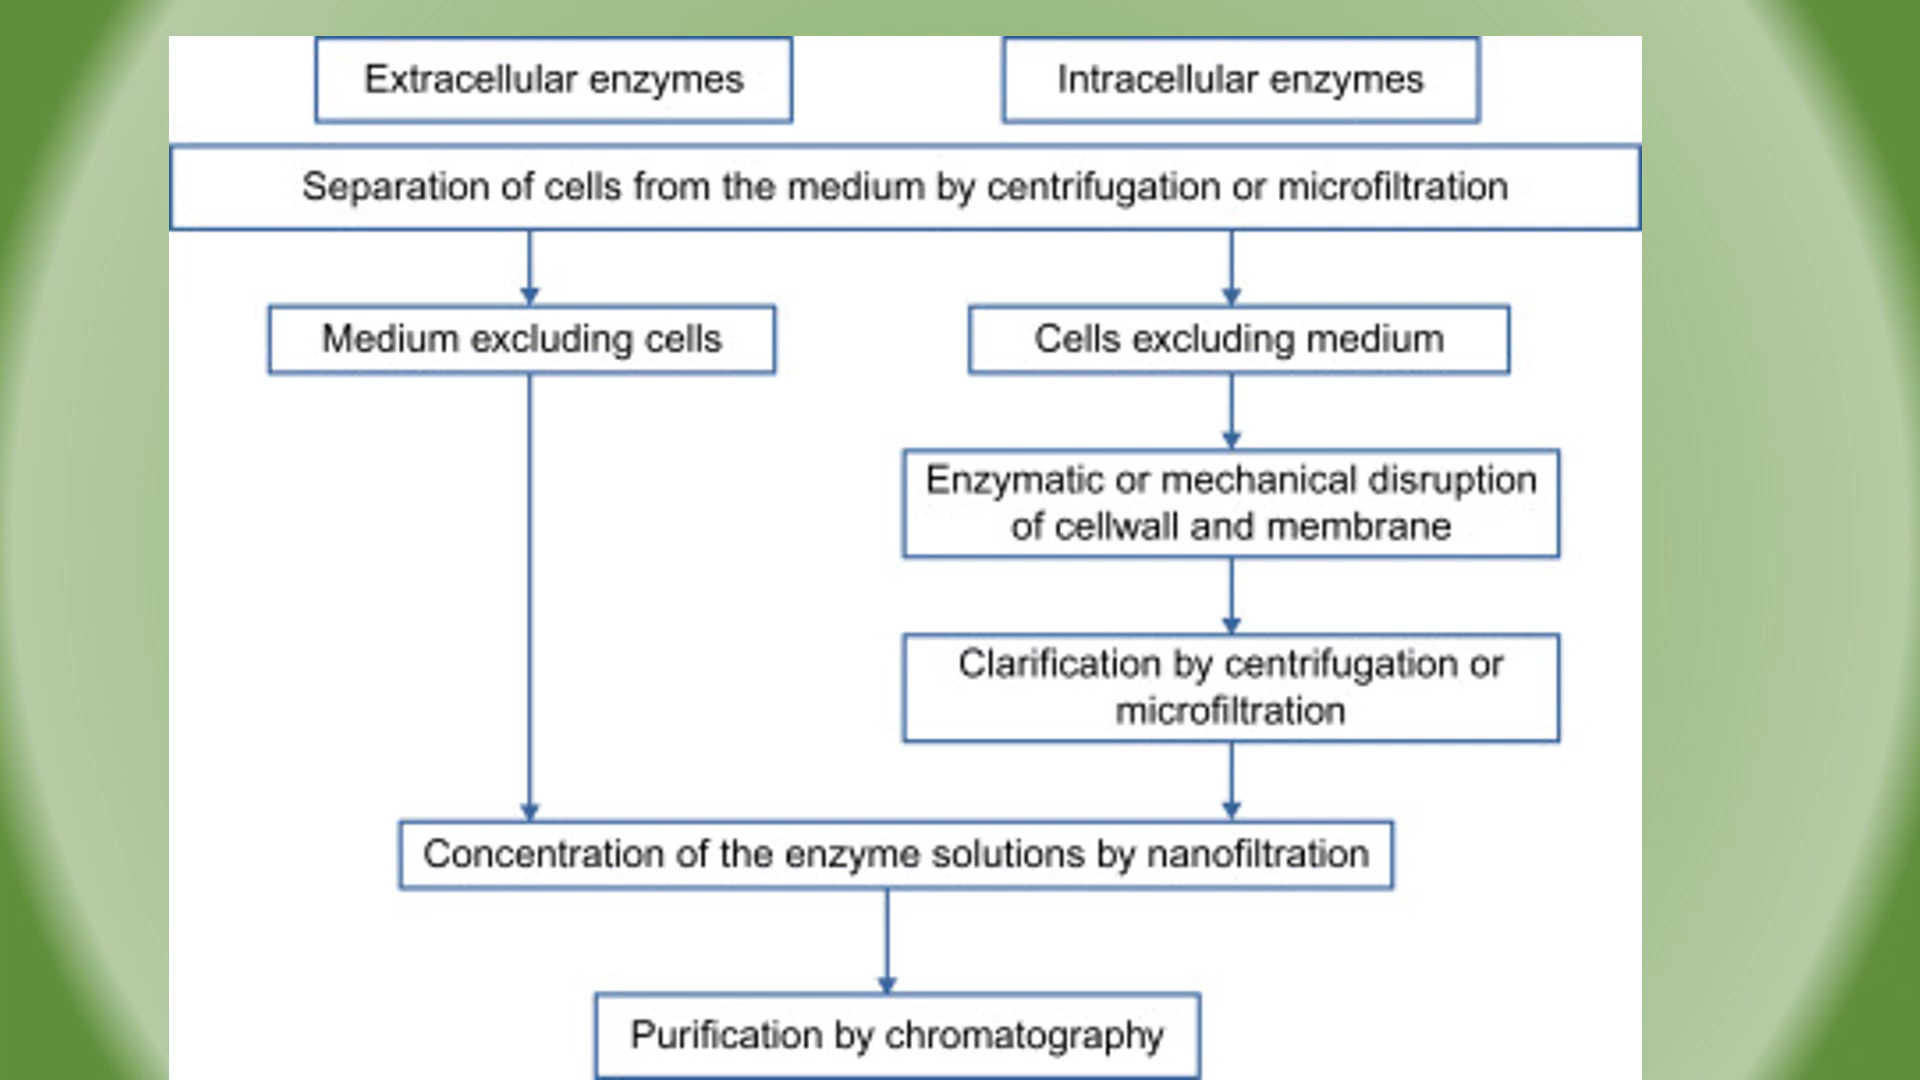 Extracellular enzymes
Intracellular enzymes
Separation of cells from the medium by centrifugation or microfiltration
Medium excluding cells
Cells excluding medium
Enzymatic or mechanical disruption
of cellwall and membrane
Clarification by centrifugation or
microfiltration
Concentration of the enzyme solutions by nanofiltration
Purification by chromatography